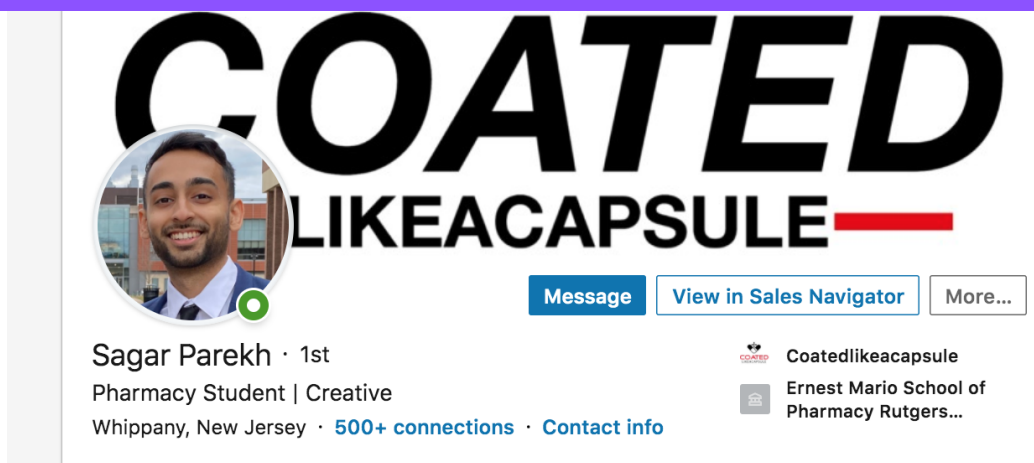 COATED
LIKEACAPSULE
Message
View in Sales Navigator
More...
Sagar Parekh · 1st
Pharmacy Student | Creative
Whippany, New Jersey · 500+ connections · Contact info
COATED
Coatedlikeacapsule
Ernest Mario School of
Pharmacy Rutgers...